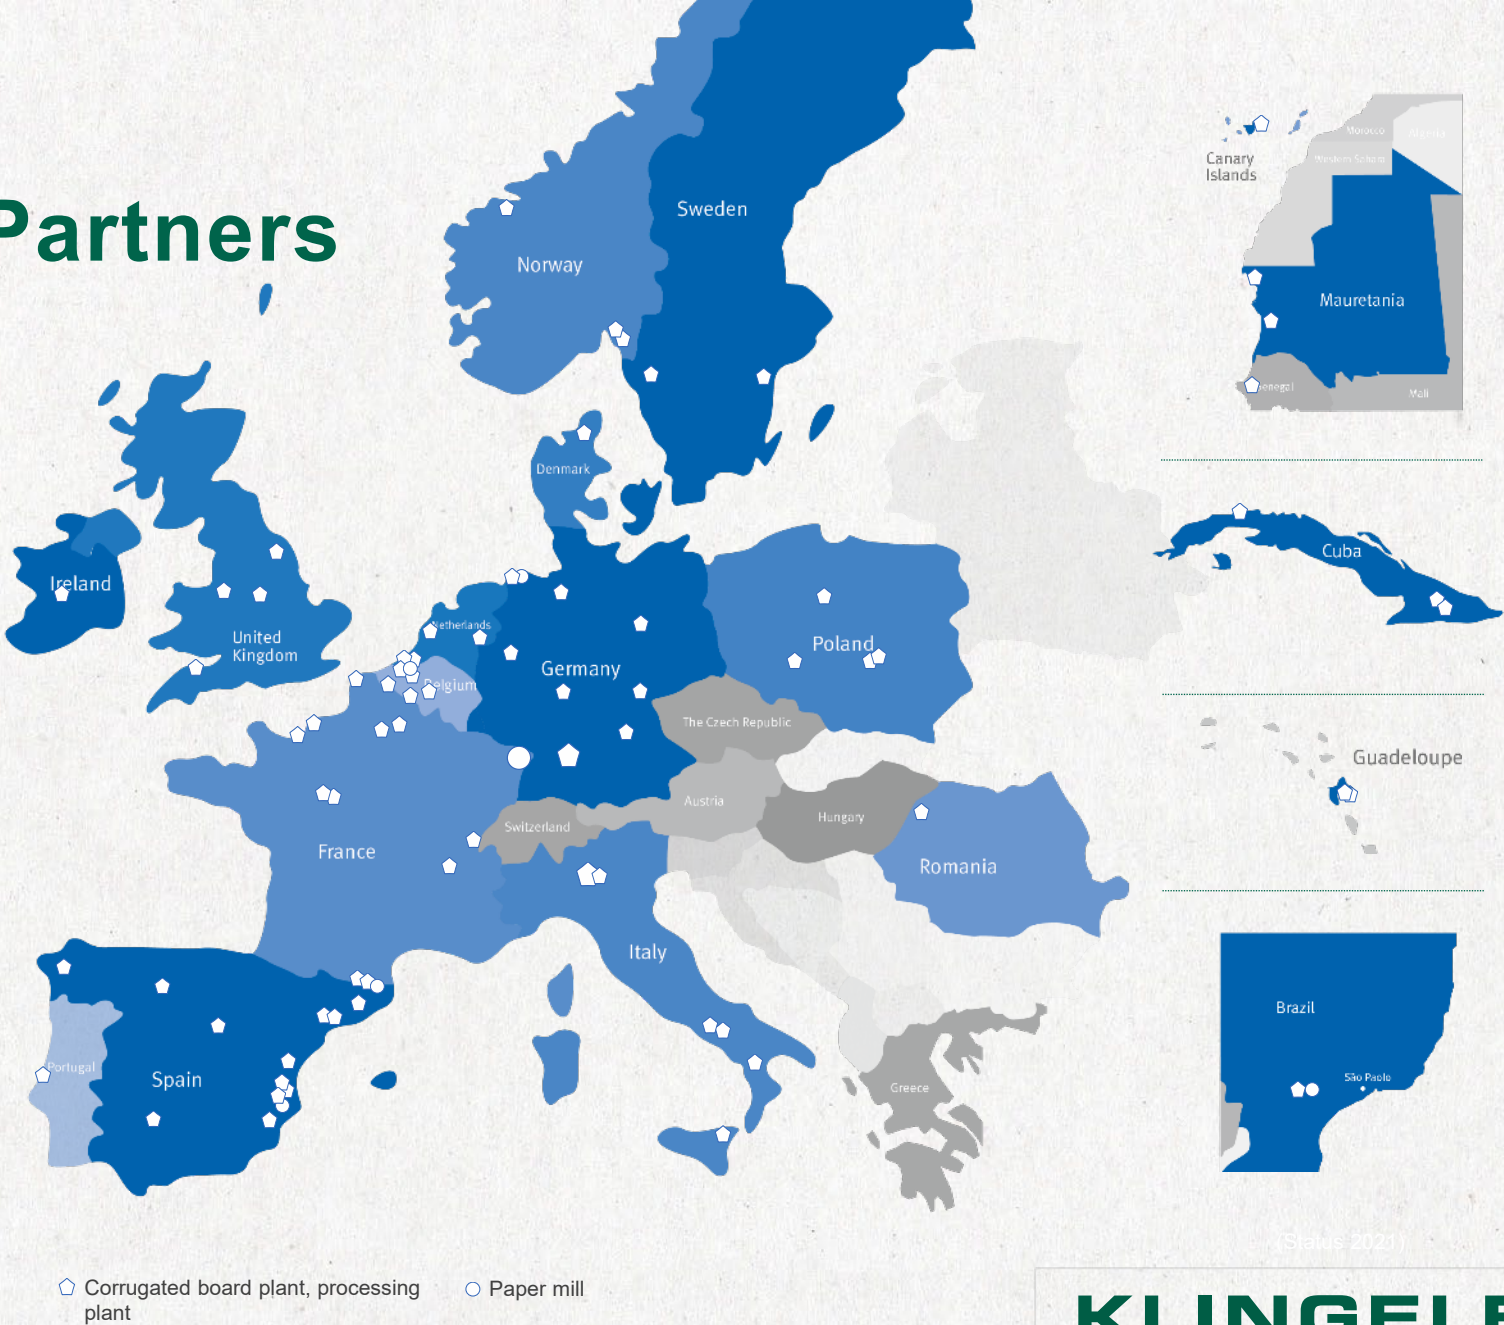 Partners
Sweden
Norway
Denmark
Ireland
United
Kingdom
Netherlands
Belgium
Germany
Poland
The Czech Republic
Austria
Switzerland
Hungary
Romania
France
Italy
Portugal
Spain
Greece
Canary
Islands
Morocco
Algeria
Western Sahara
Mauretania
Senegal
Mali
Cuba
Guadeloupe
Brazil
São Paolo
(Status 2021)
Corrugated board plant, processing
plant
Paper mill